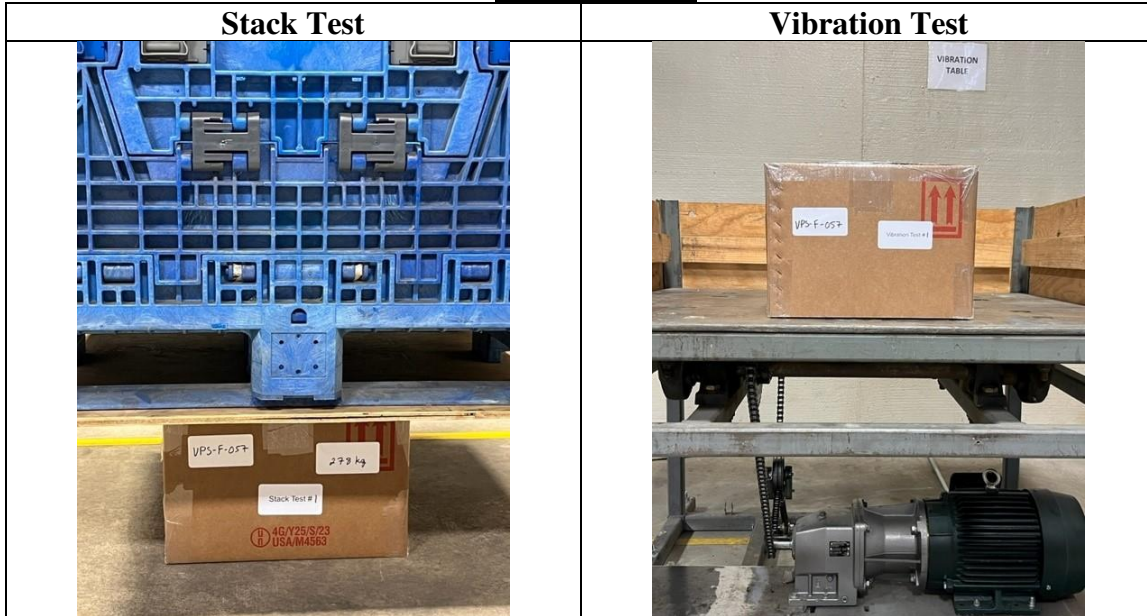 Stack Test
Vibration Test
VPS-F-057
278 kg
Stack Test #1
un
4G/Y25/S/23
USA/M4563
VIBRATION
TABLE
VPS-F-057
Vibration Test #1